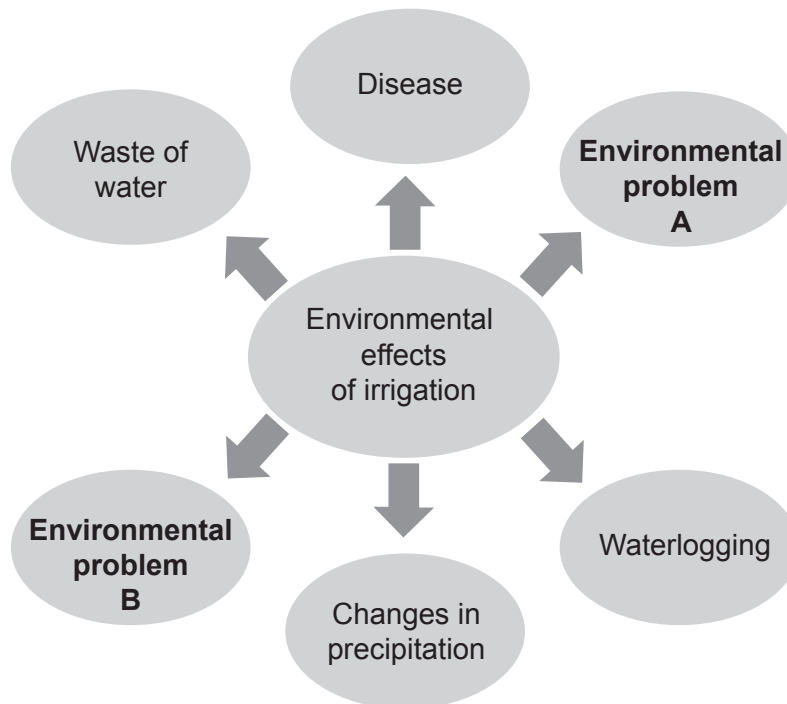 Disease
Waste of
water
Environmental
problem
A
Environmental
effects
of irrigation
Environmental
problem
B
Waterlogging
Changes in
precipitation